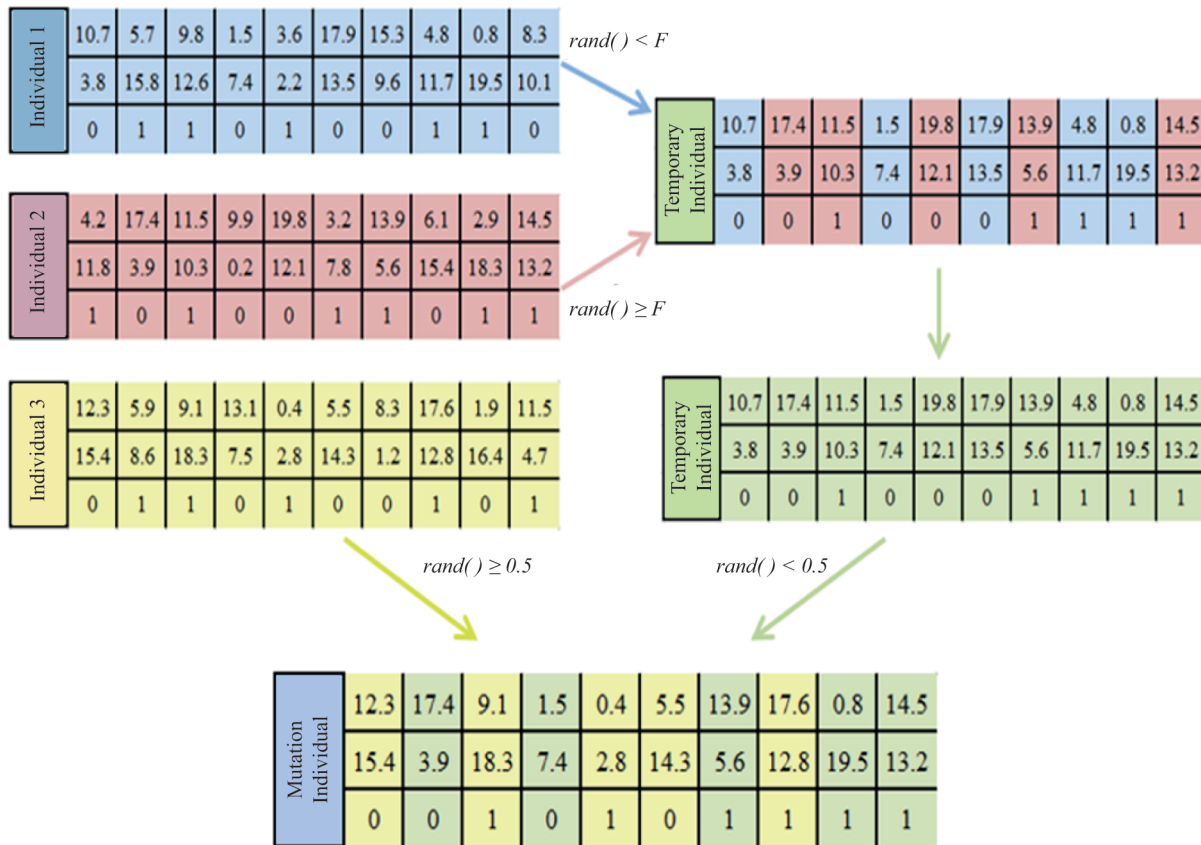 Individual 1
10.7 5.7 9.8 1.5 3.6 17.9 15.3 4.8 0.8 8.3
3.8 15.8 12.6 7.4 2.2 13.5 9.6 11.7 19.5 10.1
0 1 1 0 1 0 0 1 1 0
rand() < F
Individual 2
4.2 17.4 11.5 9.9 19.8 3.2 13.9 6.1 2.9 14.5
11.8 3.9 10.3 0.2 12.1 7.8 5.6 15.4 18.3 13.2
1 0 1 0 0 1 1 0 1 1
rand() ≥ F
Temporary
Individual
10.7 17.4 11.5 1.5 19.8 17.9 13.9 4.8 0.8 14.5
3.8 3.9 10.3 7.4 12.1 13.5 5.6 11.7 19.5 13.2
0 0 1 0 0 0 1 1 1 1
Individual 3
12.3 5.9 9.1 13.1 0.4 5.5 8.3 17.6 1.9 11.5
15.4 8.6 18.3 7.5 2.8 14.3 1.2 12.8 16.4 4.7
0 1 1 0 1 0 0 1 0 1
Temporary
Individual
10.7 17.4 11.5 1.5 19.8 17.9 13.9 4.8 0.8 14.5
3.8 3.9 10.3 7.4 12.1 13.5 5.6 11.7 19.5 13.2
0 0 1 0 0 0 1 1 1 1
rand( ) ≥ 0.5
rand( ) < 0.5
Mutation
Individual
12.3 17.4 9.1 1.5 0.4 5.5 13.9 17.6 0.8 14.5
15.4 3.9 18.3 7.4 2.8 14.3 5.6 12.8 19.5 13.2
0 0 1 0 1 0 1 1 1 1